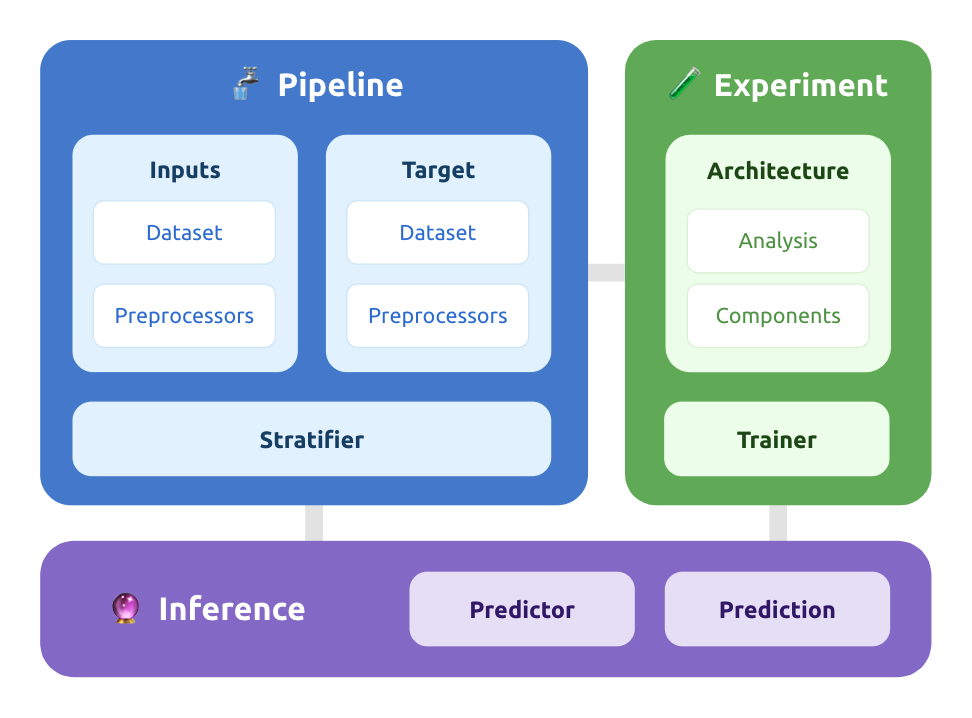 Pipeline
Inputs
Dataset
Preprocessors
Target
Dataset
Preprocessors
Stratifier
Experiment
Architecture
Analysis
Components
Trainer
Inference
Predictor
Prediction